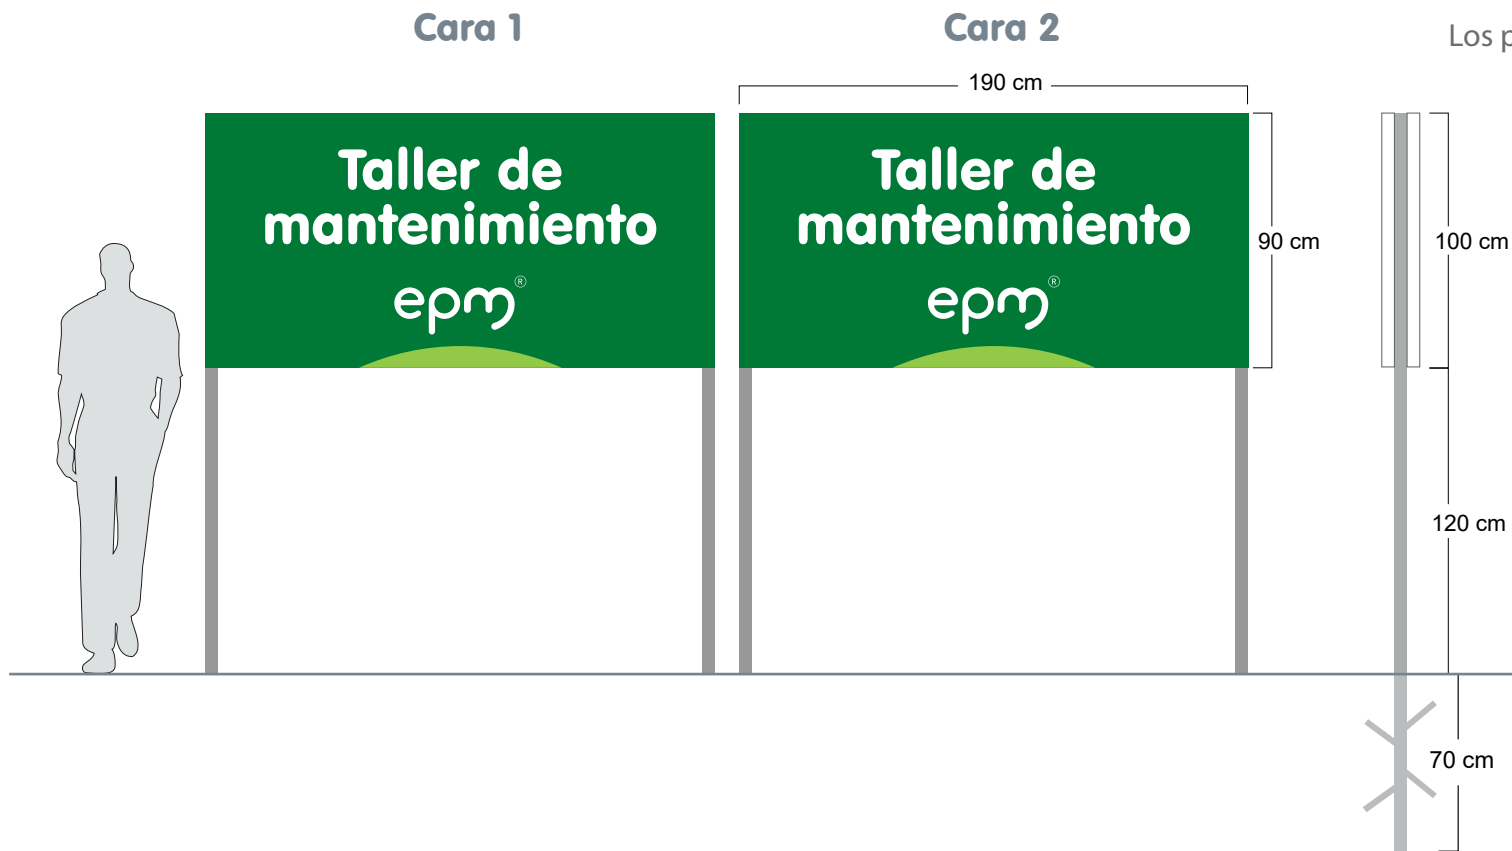 Cara 1
Cara 2
Los p
190 cm
Taller de
mantenimiento
epm®
Taller de
mantenimiento
epm®
90 cm
100 cm
120 cm
70 cm